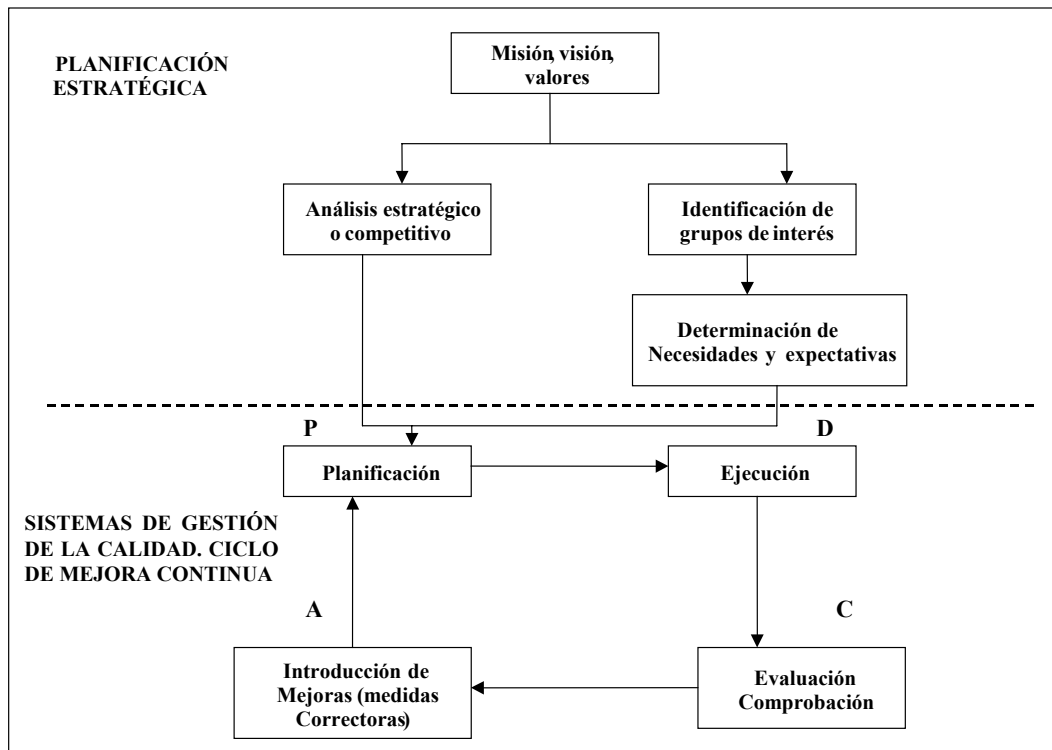 Misión, visión,
valores
PLANIFICACIÓN
ESTRATÉGICA
Análisis estratégico
o competitivo
Identificación de
grupos de interés
Determinación de
Necesidades y expectativas
P
D
Planificación
Ejecución
SISTEMAS DE GESTIÓN
DE LA CALIDAD. CICLO
DE MEJORA CONTINUA
A
C
Introducción de
Mejoras (medidas
Correctoras)
Evaluación
Comprobación